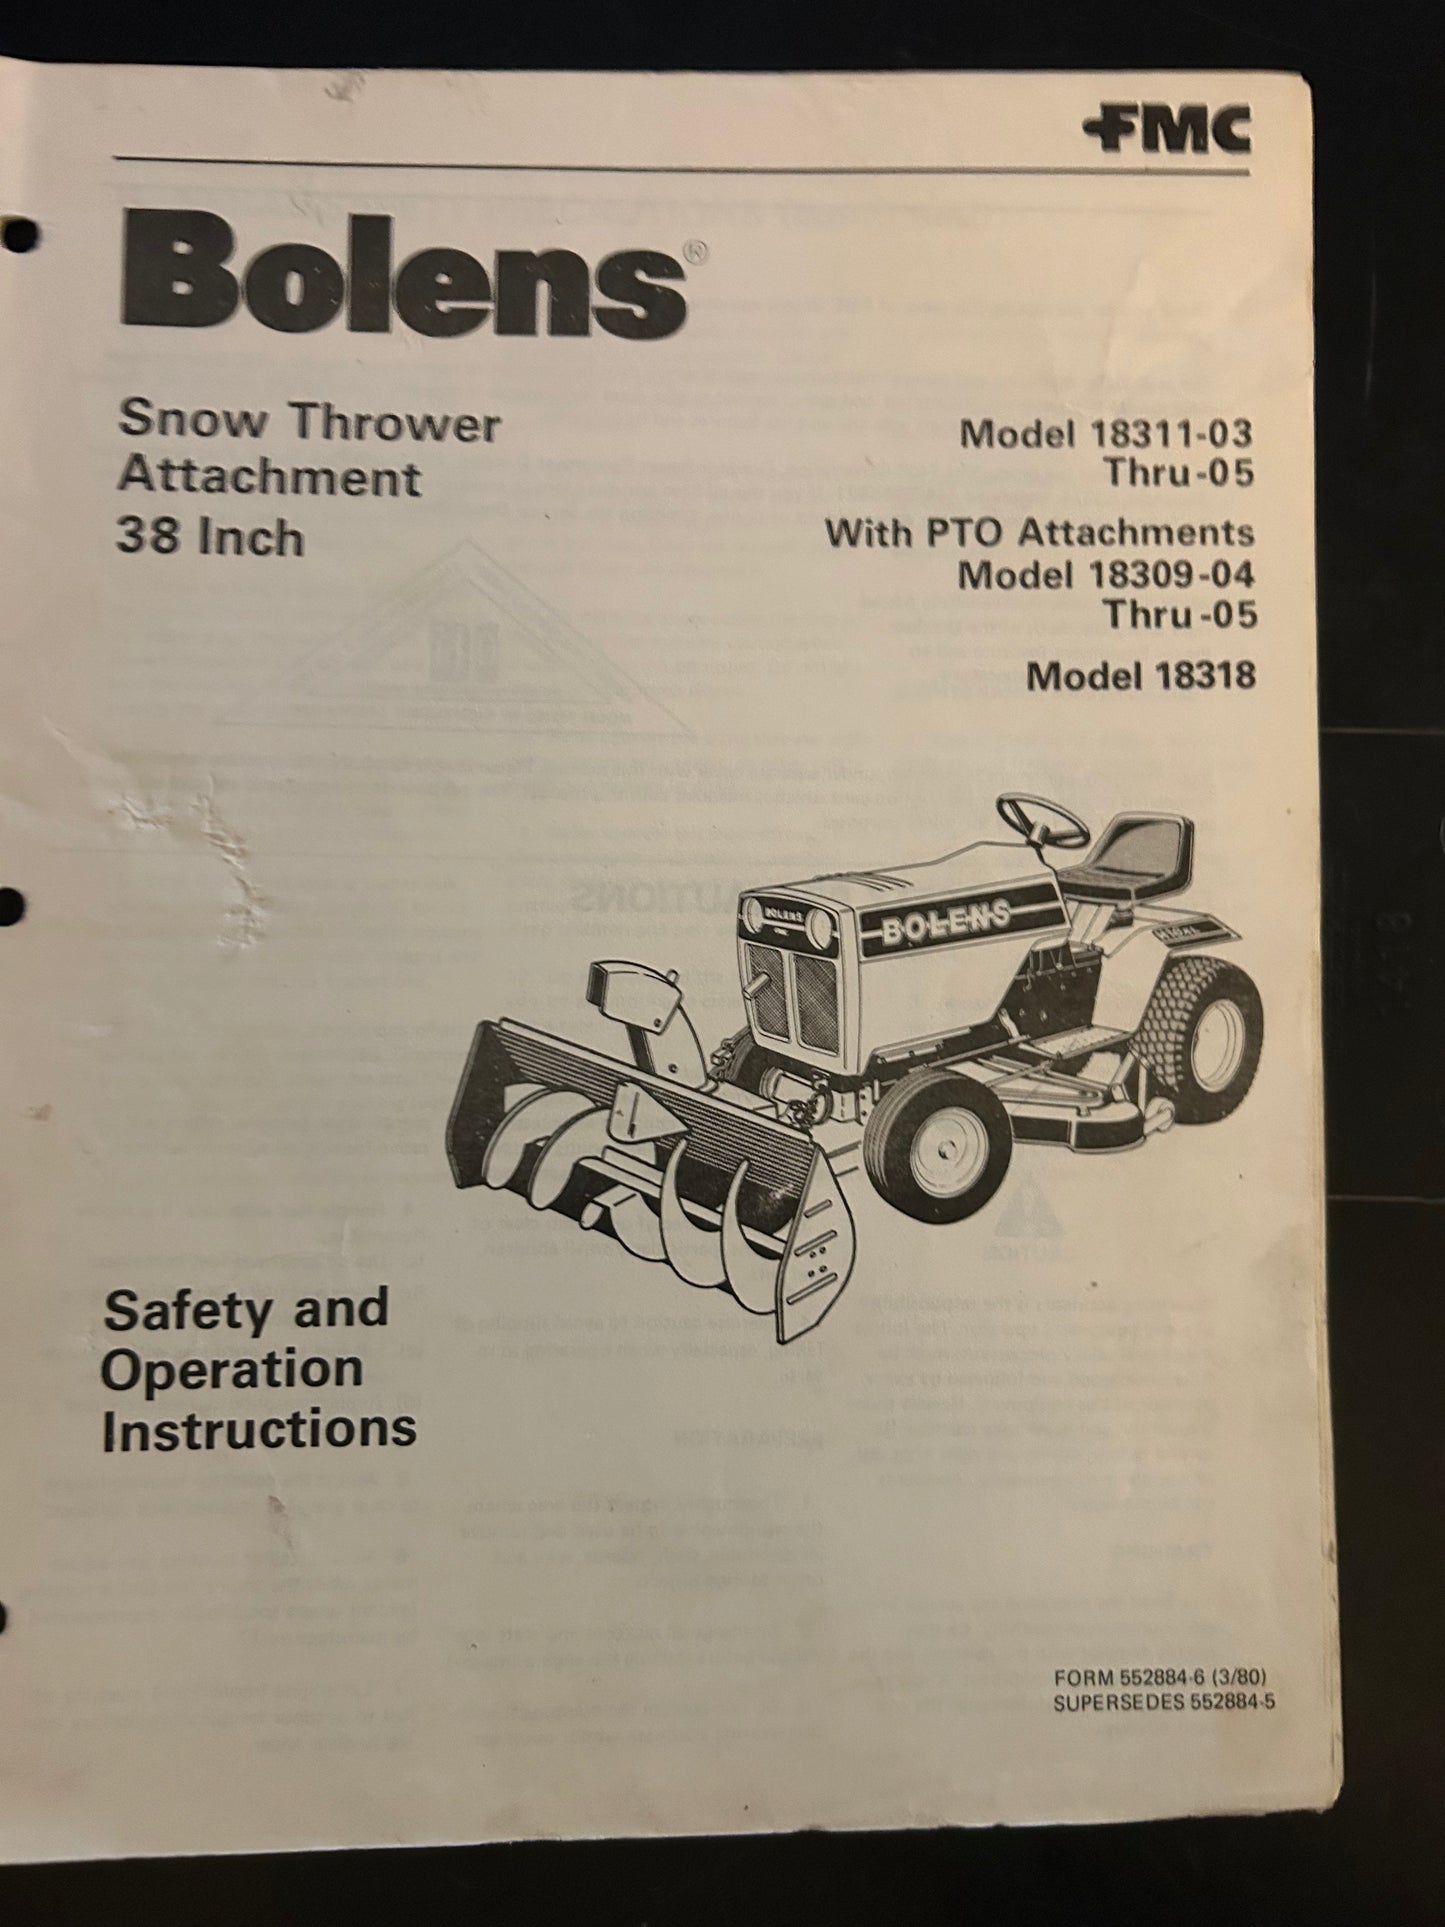 FMC
Bolens®
Snow Thrower
Attachment
38 Inch
Model 18311-03
Thru -05
With PTO Attachments
Model 18309-04
Thru -05
Model 18318
BOLENS
FMC
BOLENS
Safety and
Operation
Instructions
FORM 552884-6 (3/80)
SUPERSEDES 552884-5